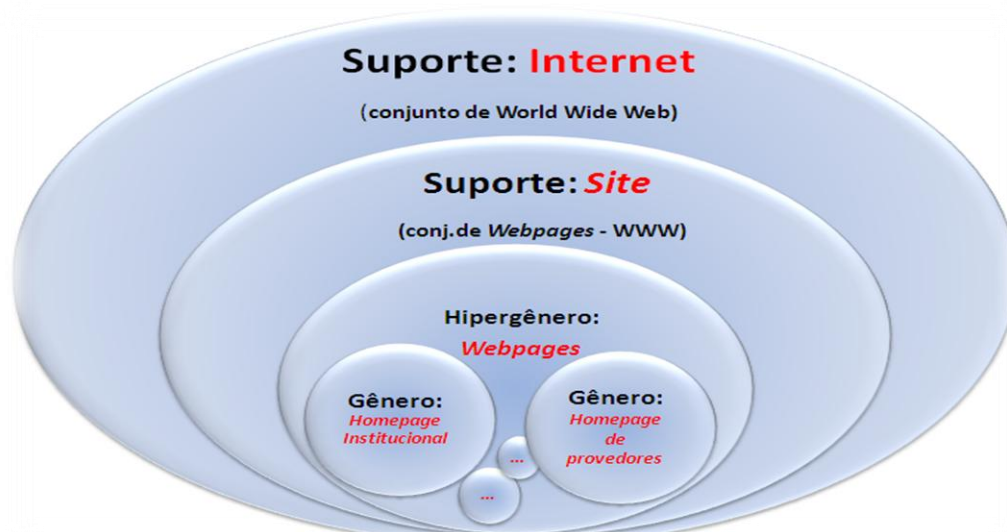 Suporte: Internet
(conjunto de World Wide Web)
Suporte: Site
(conj.de Webpages - WWW)
Hipergênero:
Webpages
Gênero:
Homepage
Institucional
Gênero:
Homepage
de
provedores
...
...